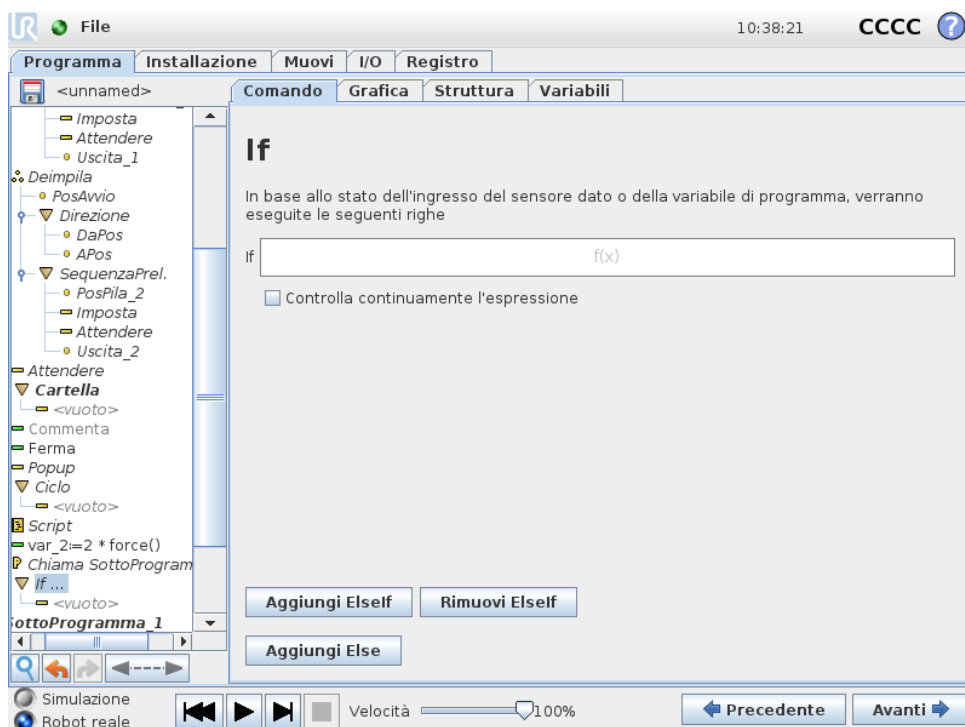 UR File 10:38:21 CCCC ?
Programma Installazione Muovi I/O Registro
<unnamed>
Comando Grafica Struttura Variabili
Imposta
Attendere
Uscita_1
Deimpila
PosAvvio
Direzione
DaPos
APos
SequenzaPrel.
PosPila_2
Imposta
Attendere
Uscita_2
Attendere
Cartella
<vuoto>
Commenta
Ferma
Popup
Ciclo
<vuoto>
Script
var_2:=2 * force()
Chiama SottoProgram
If ...
<vuoto>
SottoProgramma_1
If
In base allo stato dell'ingresso del sensore dato o della variabile di programma, verranno
eseguite le seguenti righe
If f(x)
Controlla continuamente l'espressione
Aggiungi ElseIf Rimuovi ElseIf
Aggiungi Else
Simulazione
Robot reale
Velocità 100%
Precedente Avanti